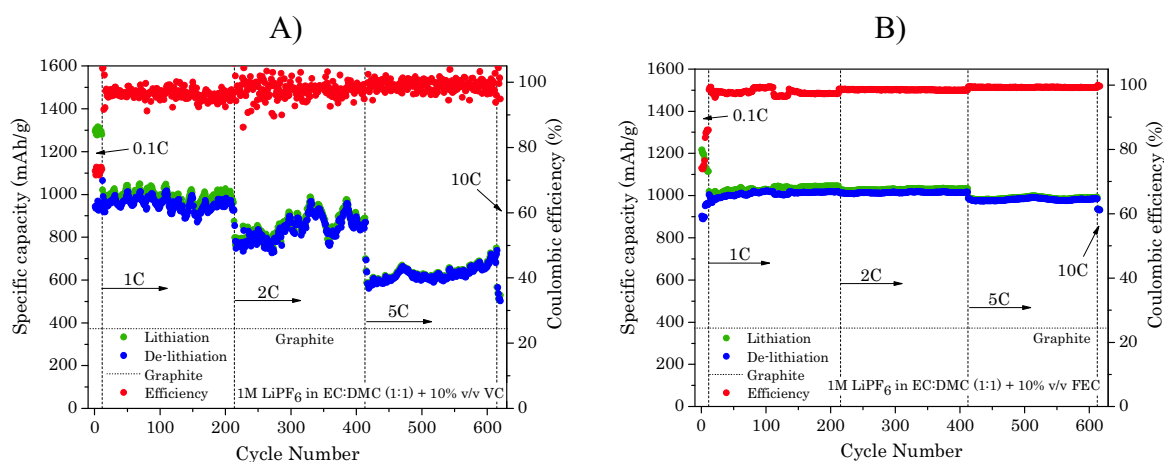 A)
Specific capacity (mAh/g)
1600
1400
1200
1000
800
600
400
200
0
0.1C
1C
2C
5C
10C
Graphite
Lithiation
De-lithiation
Graphite
Efficiency
1M LiPF6 in EC:DMC (1:1) + 10% v/v VC
100
80
60
40
20
0
Coulombic efficiency (%)
0 100 200 300 400 500 600
Cycle Number
B)
Specific capacity (mAh/g)
1600
1400
1200
1000
800
600
400
200
0
0.1C
1C
2C
5C
10C
Graphite
Lithiation
De-lithiation
Graphite
Efficiency
1M LiPF6 in EC:DMC (1:1) + 10% v/v FEC
100
80
60
40
20
0
Coulombic efficiency (%)
0 100 200 300 400 500 600
Cycle Number